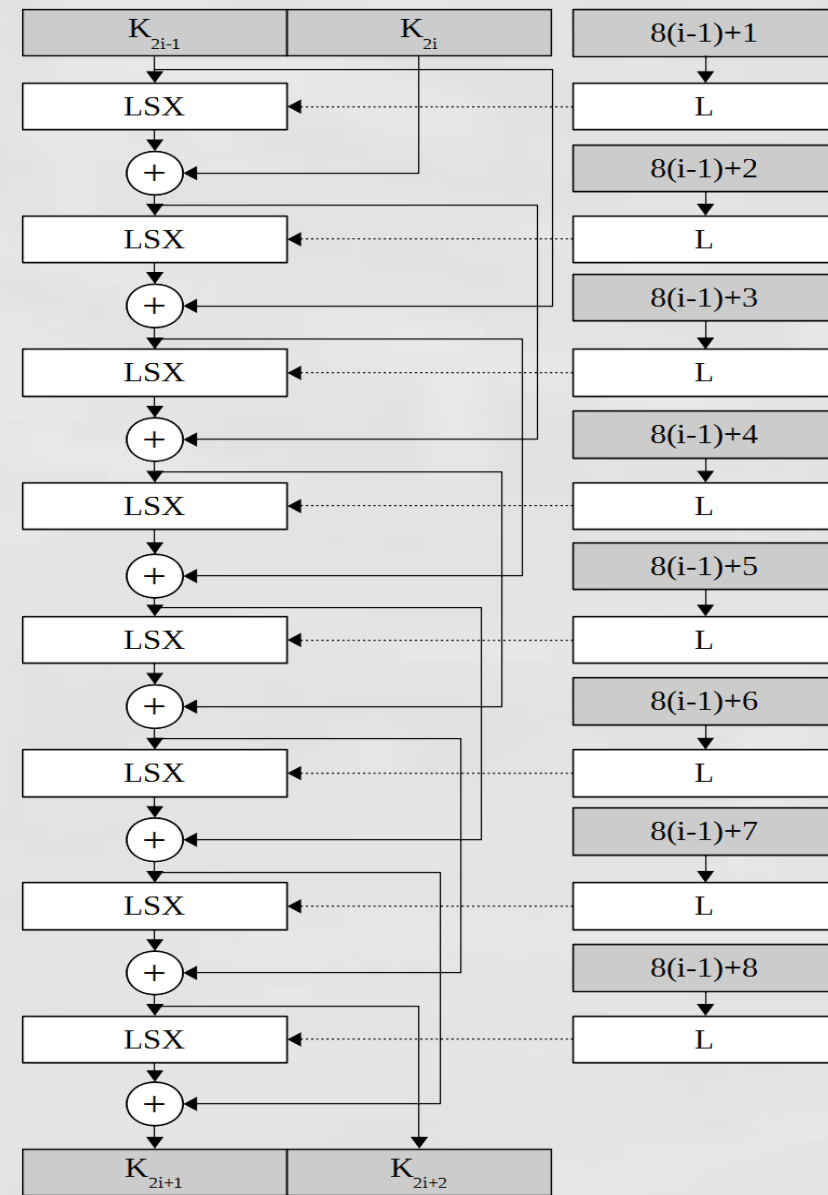 K2i-1 K2i 8(i-1)+1
LSX L
+ 8(i-1)+2
LSX L
+ 8(i-1)+3
LSX L
+ 8(i-1)+4
LSX L
+ 8(i-1)+5
LSX L
+ 8(i-1)+6
LSX L
+ 8(i-1)+7
LSX L
+ 8(i-1)+8
LSX L
+
K2i+1 K2i+2